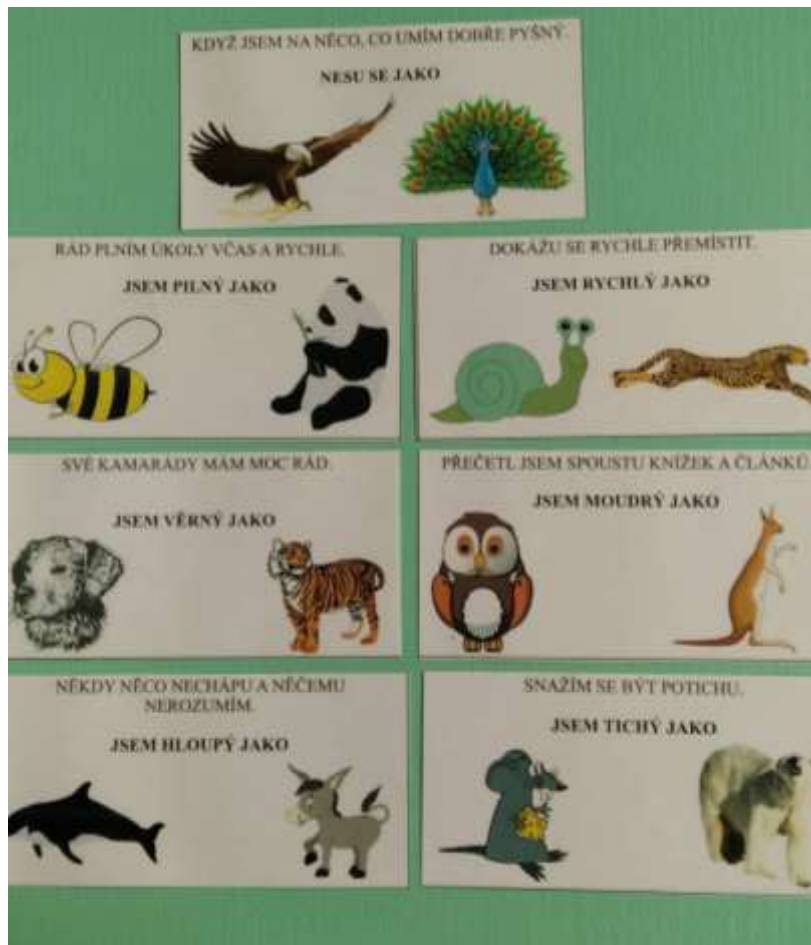 KDYŽ JSEM NA NĚCO, CO UMÍM DOBŘE PYŠNÝ.
NESU SE JAKO
RÁD PLNÍM ÚKOLY VČAS A RYCHLE.
JSEM PILNÝ JAKO
DOKÁŽU SE RYCHLE PŘEMÍSTIT.
JSEM RYCHLÝ JAKO
SVÉ KAMARÁDY MÁM MOC RÁD.
JSEM VĚRNÝ JAKO
PŘEČETL JSEM SPOUSTU KNÍŽEK A ČLÁNKŮ
JSEM MOUDRÝ JAKO
NĚKDY NĚCO NECHÁPU A NĚČEMU
NEROZUMÍM.
JSEM HLOUPÝ JAKO
SNAŽÍM SE BÝT POTICHU.
JSEM TICHÝ JAKO